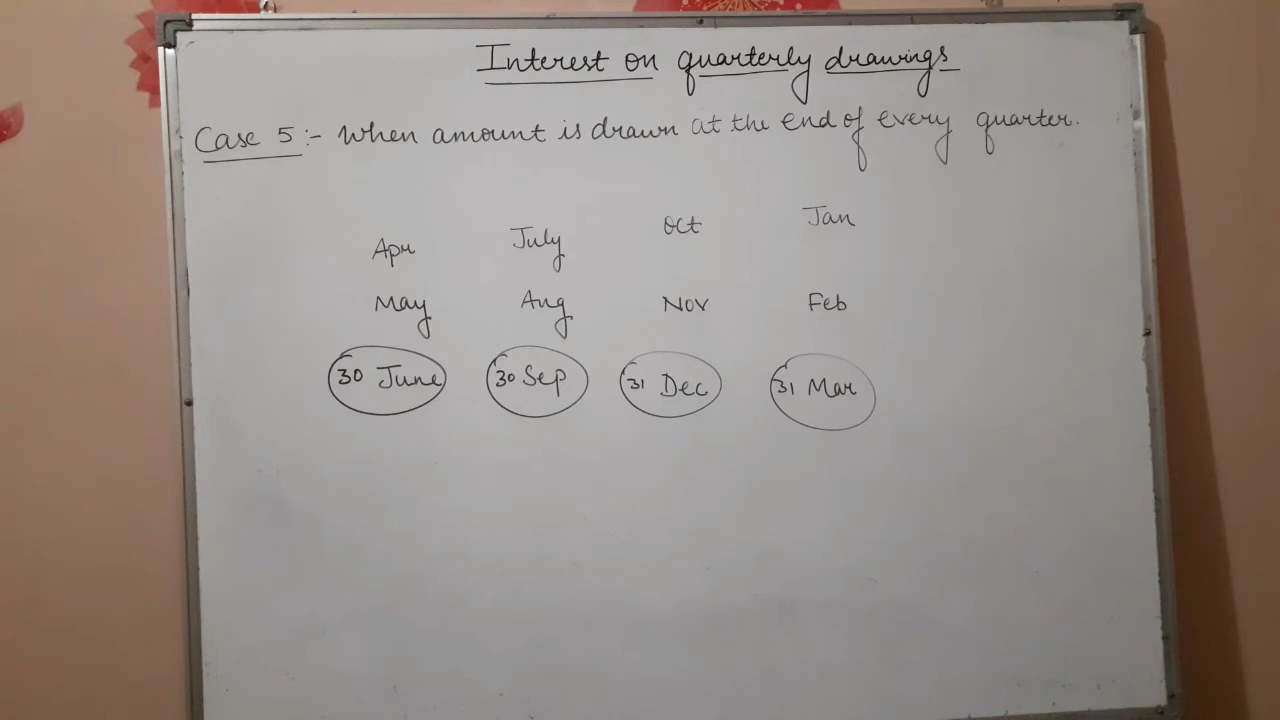 Interest on quarterly drawings
Case 5:- When amount is drawn at the end of every quarter.
Apr July Oct Jan
May Aug Nov Feb
30 June 30 Sep 31 Dec 31 Mar